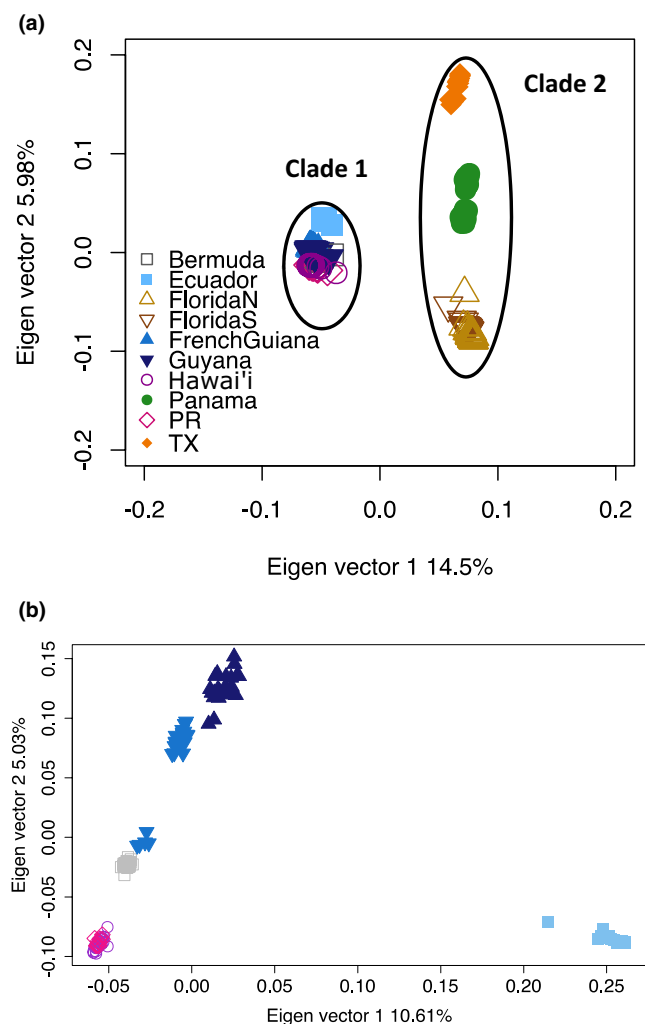 (a)
0.2
0.1
0.0
-0.1
-0.2
Eigen vector 2 5.98%
Clade 1
Clade 2
Bermuda
Ecuador
FloridaN
FloridaS
FrenchGuiana
Guyana
Hawai'i
Panama
PR
TX
-0.2 -0.1 0.0 0.1 0.2
Eigen vector 1 14.5%
(b)
0.15
0.10
0.05
0.00
-0.05
-0.10
Eigen vector 2 5.03%
-0.05 0.00 0.05 0.10 0.15 0.20 0.25
Eigen vector 1 10.61%